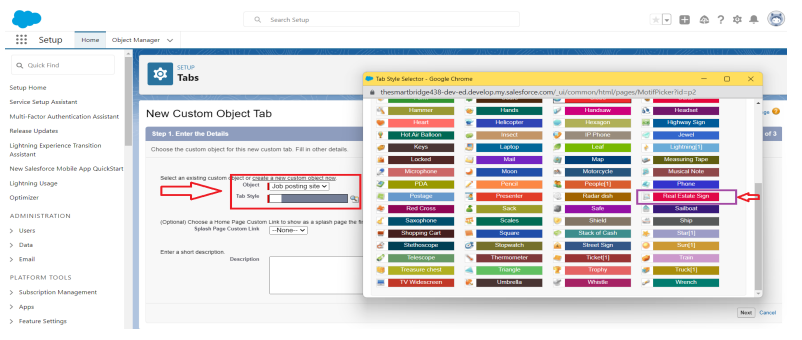 Search Setup
Setup
Home
Object Manager
Quick Find
Setup Home
Service Setup Assistant
Multi-Factor Authentication Assistant
Release Updates
Lightning Experience Transition
Assistant
New Salesforce Mobile App QuickStart
Lightning Usage
Optimizer
ADMINISTRATION
> Users
> Data
> Email
PLATFORM TOOLS
> Subscription Management
> Apps
> Feature Settings
SETUP
Tabs
New Custom Object Tab
Step 1. Enter the Details
of 3
Choose the custom object for this new custom tab. Fill in other details.
Select an existing custom object or create a new custom object now.
Object Job posting site
Tab Style
(Optional) Choose a Home Page Custom Link to show as a splash page the fi
Splash Page Custom Link --None--
Enter a short description.
Description
Next Cancel
Tab Style Selector - Google Chrome
thesmartbridge438-dev-ed.develop.my.salesforce.com/_ui/common/html/pages/MotifPicker?id=p2
Hammer Hands Handsaw Headset
Heart Helicopter Hexagon Highway Sign
Hot Air Balloon Insect IP Phone Jewel
Keys Laptop Leaf Lightning[1]
Locked Mail Map Measuring Tape
Microphone Moon Motorcycle Musical Note
PDA Pencil People[1] Phone
Postage Presenter Radar dish Real Estate Sign
Red Cross Sack Safe Sailboat
Saxophone Scales Shield Ship
Shopping Cart Square Stack of Cash Star[1]
Stethoscope Stopwatch Street Sign Sun[1]
Telescope Thermometer Ticket[1] Train
Treasure chest Triangle Trophy Truck[1]
TV Widescreen Umbrella Whistle Wrench